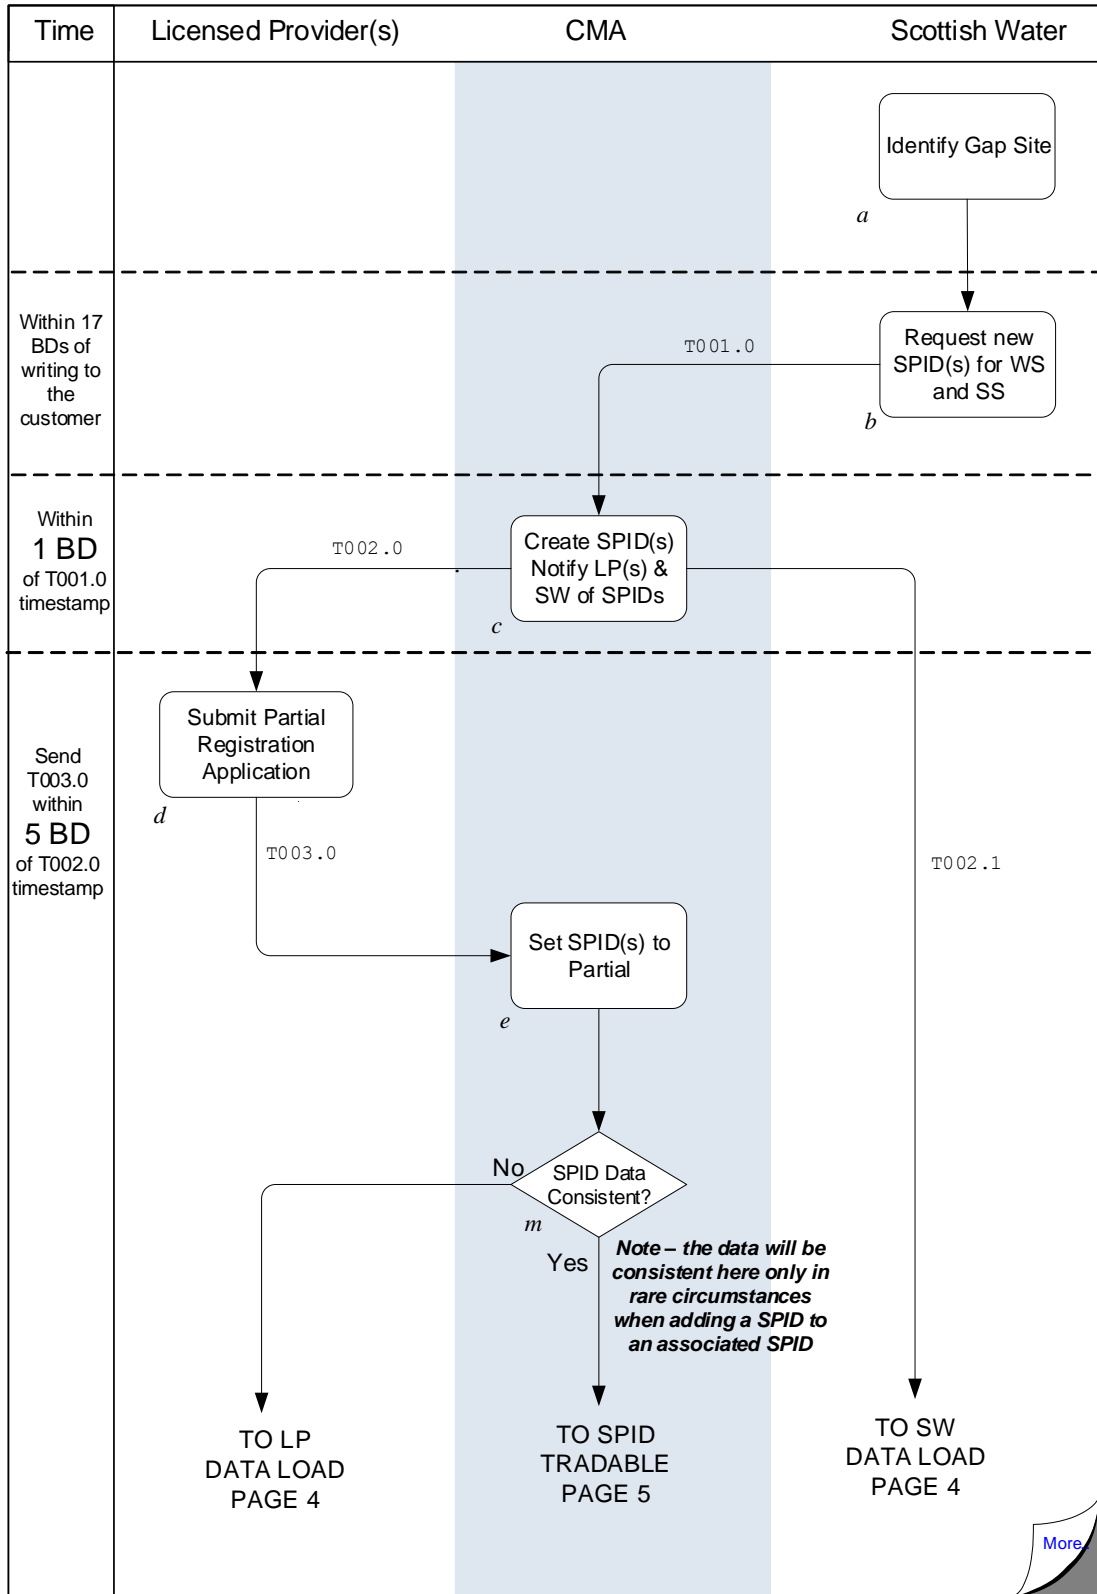 Time
Licensed Provider(s)
CMA
Scottish Water
Identify Gap Site
a
Within 17
BDs of
writing to
the
customer
T001.0
Request new
SPID(s) for WS
and SS
b
Within
1 BD
of T001.0
timestamp
T002.0
Create SPID(s)
Notify LP(s) &
SW of SPIDs
c
Send
T003.0
within
5 BD
of T002.0
timestamp
Submit Partial
Registration
Application
d
T003.0
T002.1
Set SPID(s) to
Partial
e
No
SPID Data
Consistent?
m
Yes
Note – the data will be
consistent here only in
rare circumstances
when adding a SPID to
an associated SPID
TO LP
DATA LOAD
PAGE 4
TO SPID
TRADABLE
PAGE 5
TO SW
DATA LOAD
PAGE 4
More..